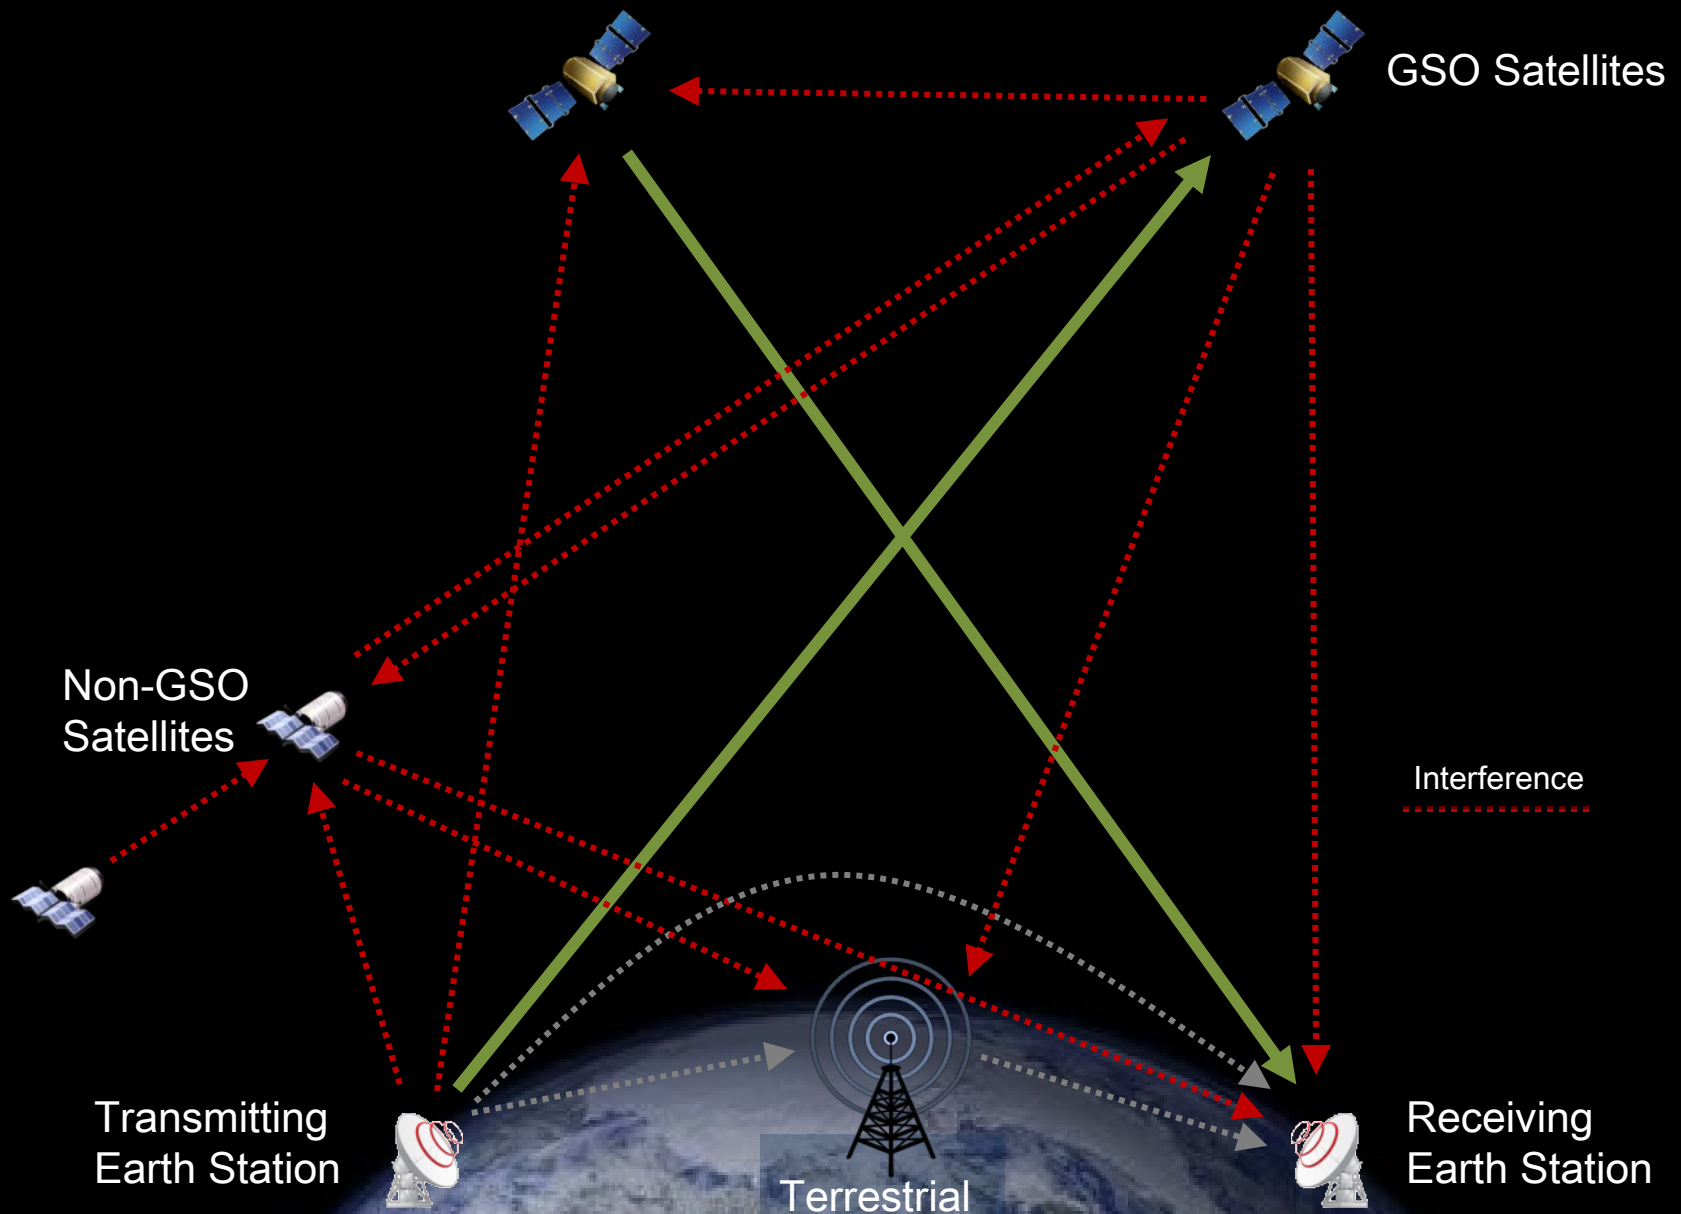 GSO Satellites
Non-GSO
Satellites
Interference
Transmitting
Earth Station
Receiving
Earth Station
Terrestrial